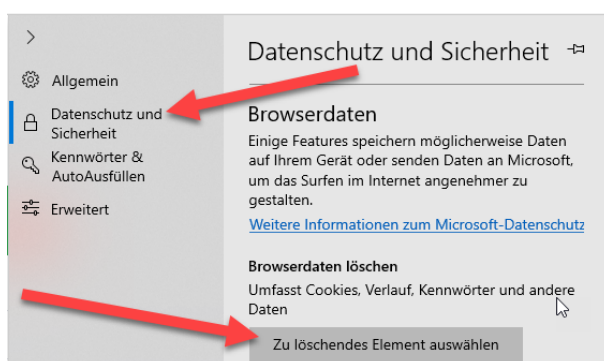 Allgemein
Datenschutz und
Sicherheit
Kennwörter &
AutoAusfüllen
Erweitert
Datenschutz und Sicherheit
Browserdaten
Einige Features speichern möglicherweise Daten
auf Ihrem Gerät oder senden Daten an Microsoft,
um das Surfen im Internet angenehmer zu
gestalten.
Weitere Informationen zum Microsoft-Datenschutz
Browserdaten löschen
Umfasst Cookies, Verlauf, Kennwörter und andere
Daten
Zu löschendes Element auswählen